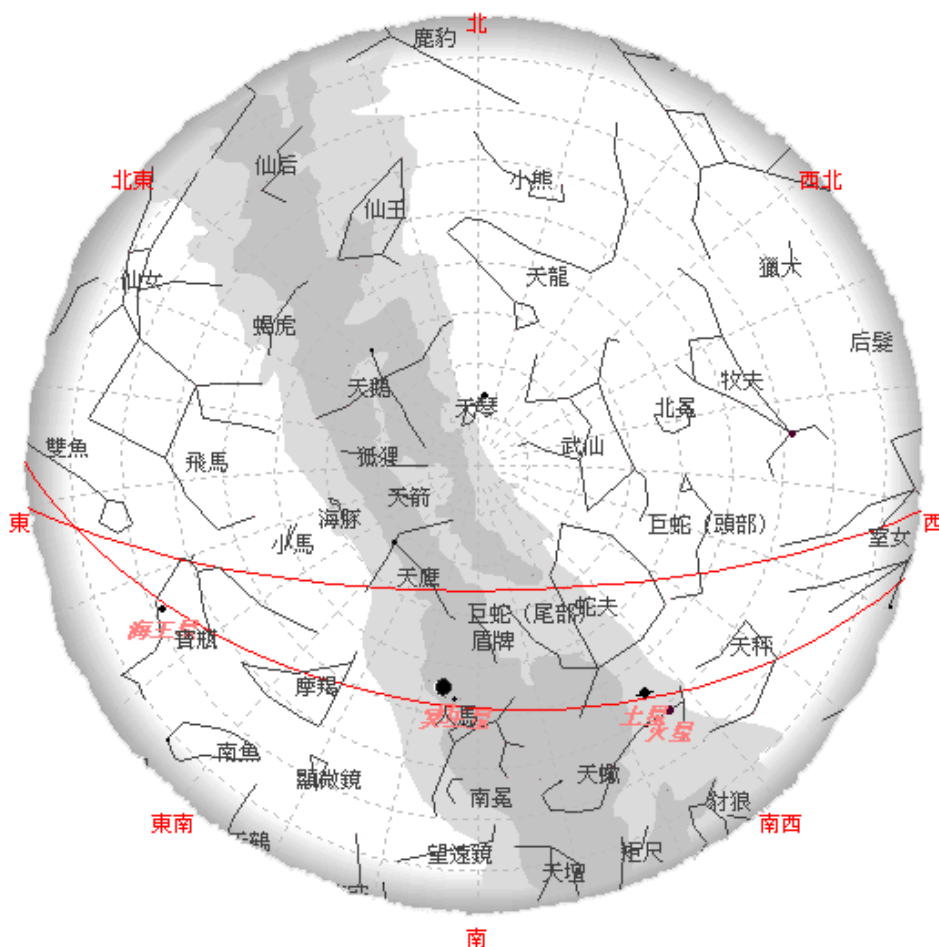 北
鹿豹
仙后
北東
小熊
西北
仙王
天龍
獵犬
仙女
蝎虎
后髮
天鵝
牧夫
天琴
北冕
雙魚
飛馬
狐狸
武仙
天箭
東
海豚
巨蛇（頭部）
西
小馬
室女
天鷹
巨蛇（尾部）
蛇夫
海王星
寶瓶
盾牌
天秤
摩羯
人馬
冥王星
土星
火星
南魚
顯微鏡
天蠍
南冕
豺狼
東南
南西
天鶴
望遠鏡
矩尺
天壇
南